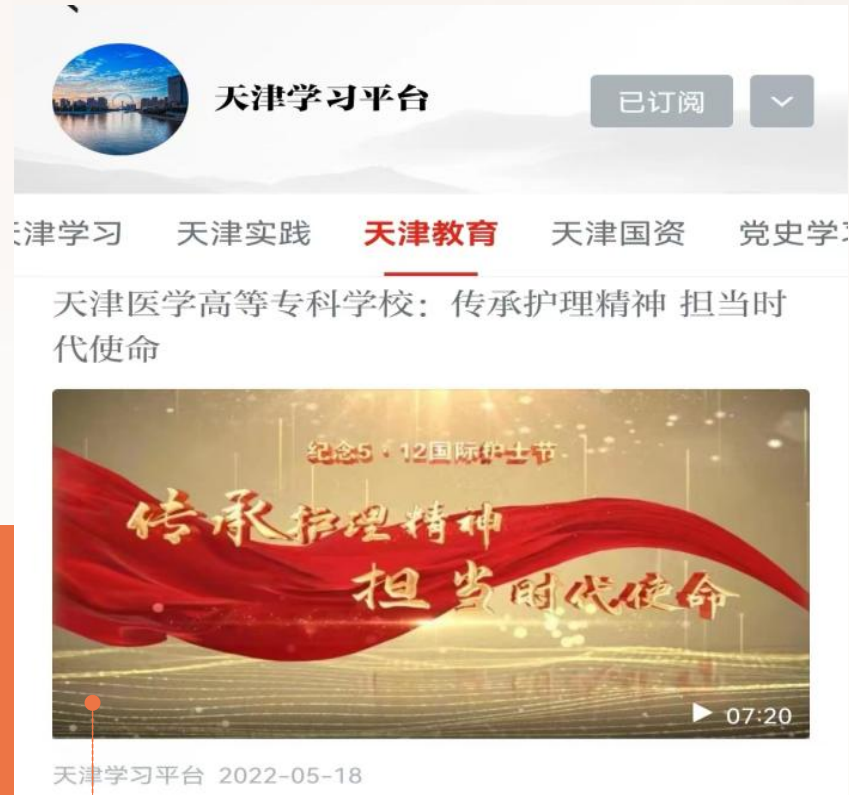 天津学习平台
已订阅
津学习 天津实践 天津教育 天津国资 党史学
天津医学高等专科学校：传承护理精神 担当时
代使命
纪念5·12国际护士节
传承护理精神
担当时代使命
07:20
天津学习平台 2022-05-18